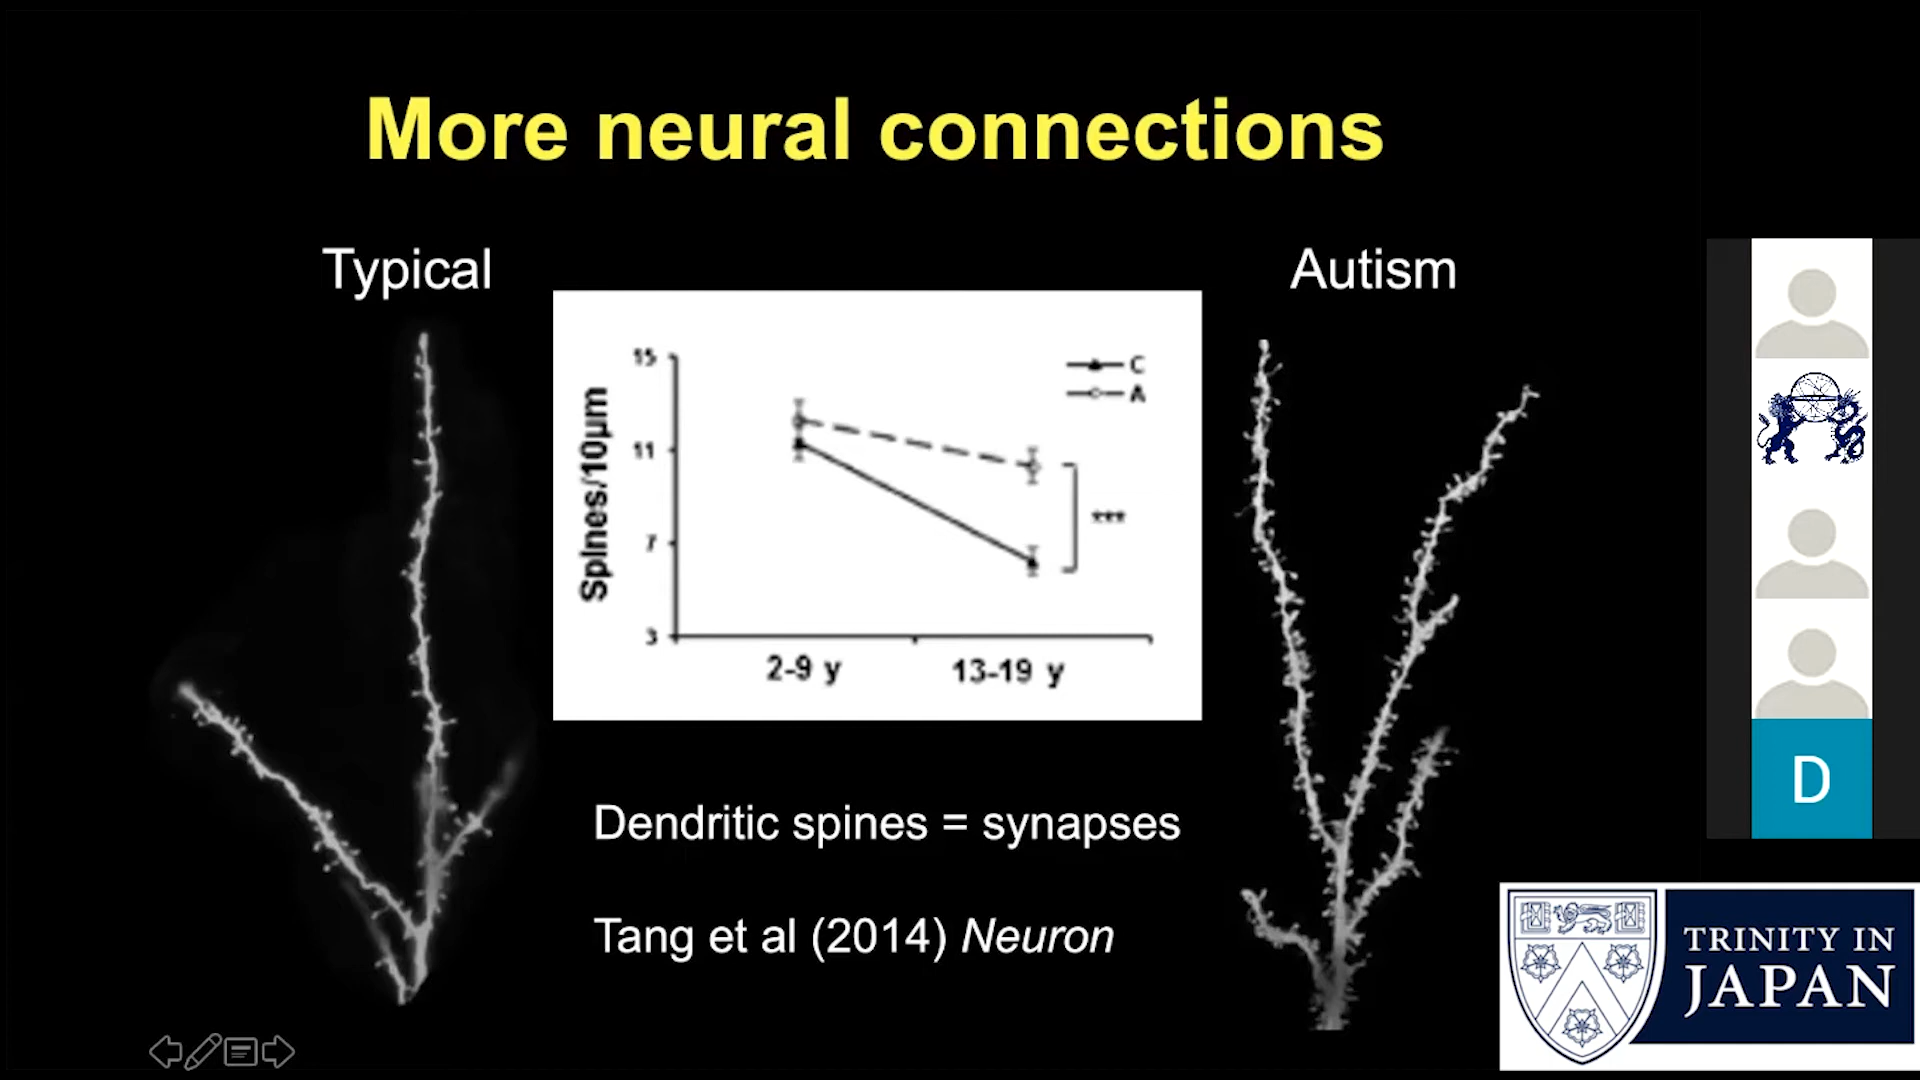 More neural connections
Typical
Autism
15
C
A
11
Spines/10µm
***
7
3
2-9 y
13-19 y
Dendritic spines = synapses
Tang et al (2014) Neuron
D
TRINITY IN
JAPAN